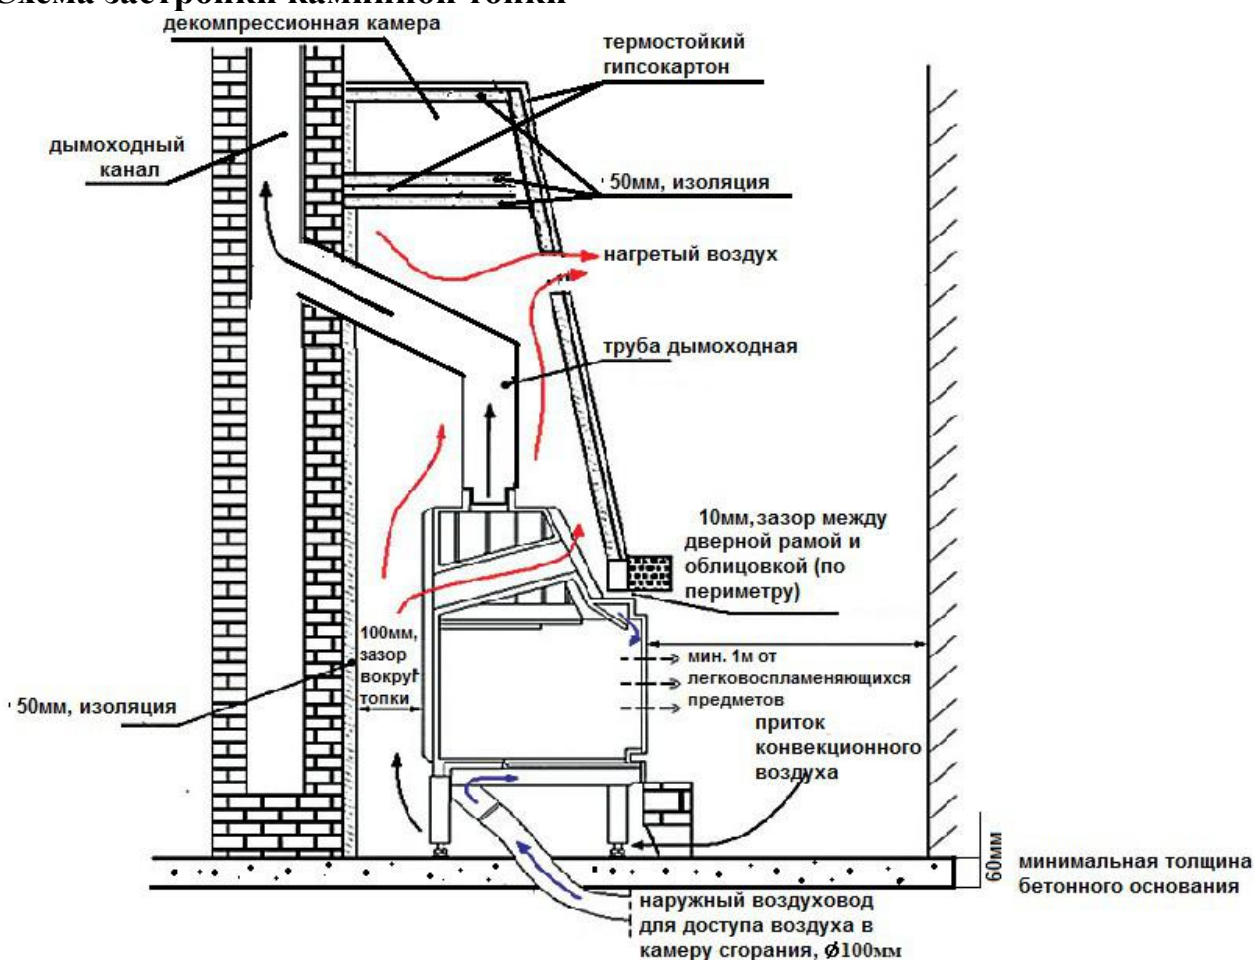 Схема застройки каминной топки
декомпрессионная камера
термостойкий
гипсокартон
дымоходный
канал
50мм, изоляция
нагретый воздух
труба дымоходная
10мм, зазор между
дверной рамой и
облицовкой (по
периметру)
100мм,
зазор
вокруг
топки
мин. 1м от
легковоспламеняющихся
предметов
50мм, изоляция
приток
конвекционного
воздуха
60мм
минимальная толщина
бетонного основания
наружный воздуховод
для доступа воздуха в
камеру сгорания, Ø100мм